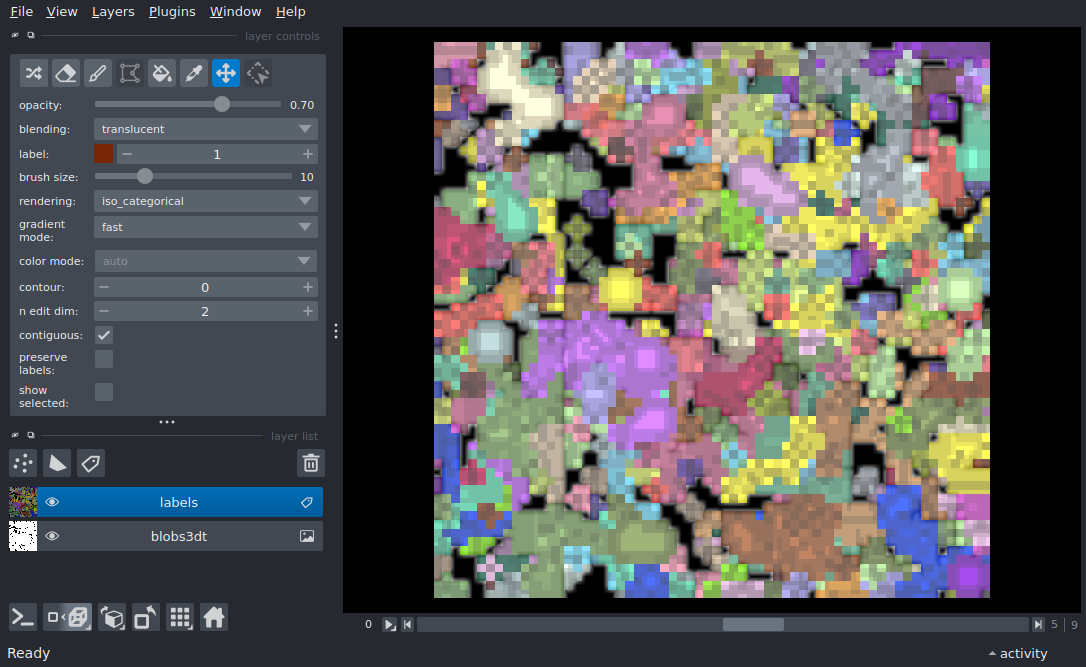 File View Layers Plugins Window Help
layer controls
opacity: 0.70
blending: translucent
label: 1
brush size: 10
rendering: iso_categorical
gradient
mode: fast
color mode: auto
contour: 0
n edit dim: 2
contiguous:
preserve
labels:
show
selected:
layer list
labels
blobs3dt
0 5 | 9
Ready activity